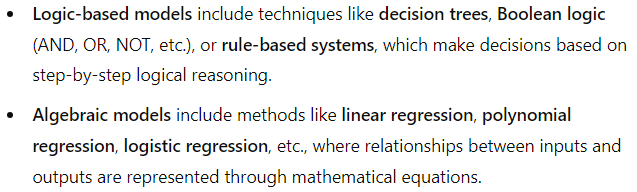 • Logic-based models include techniques like decision trees, Boolean logic
(AND, OR, NOT, etc.), or rule-based systems, which make decisions based on
step-by-step logical reasoning.
• Algebraic models include methods like linear regression, polynomial
regression, logistic regression, etc., where relationships between inputs and
outputs are represented through mathematical equations.